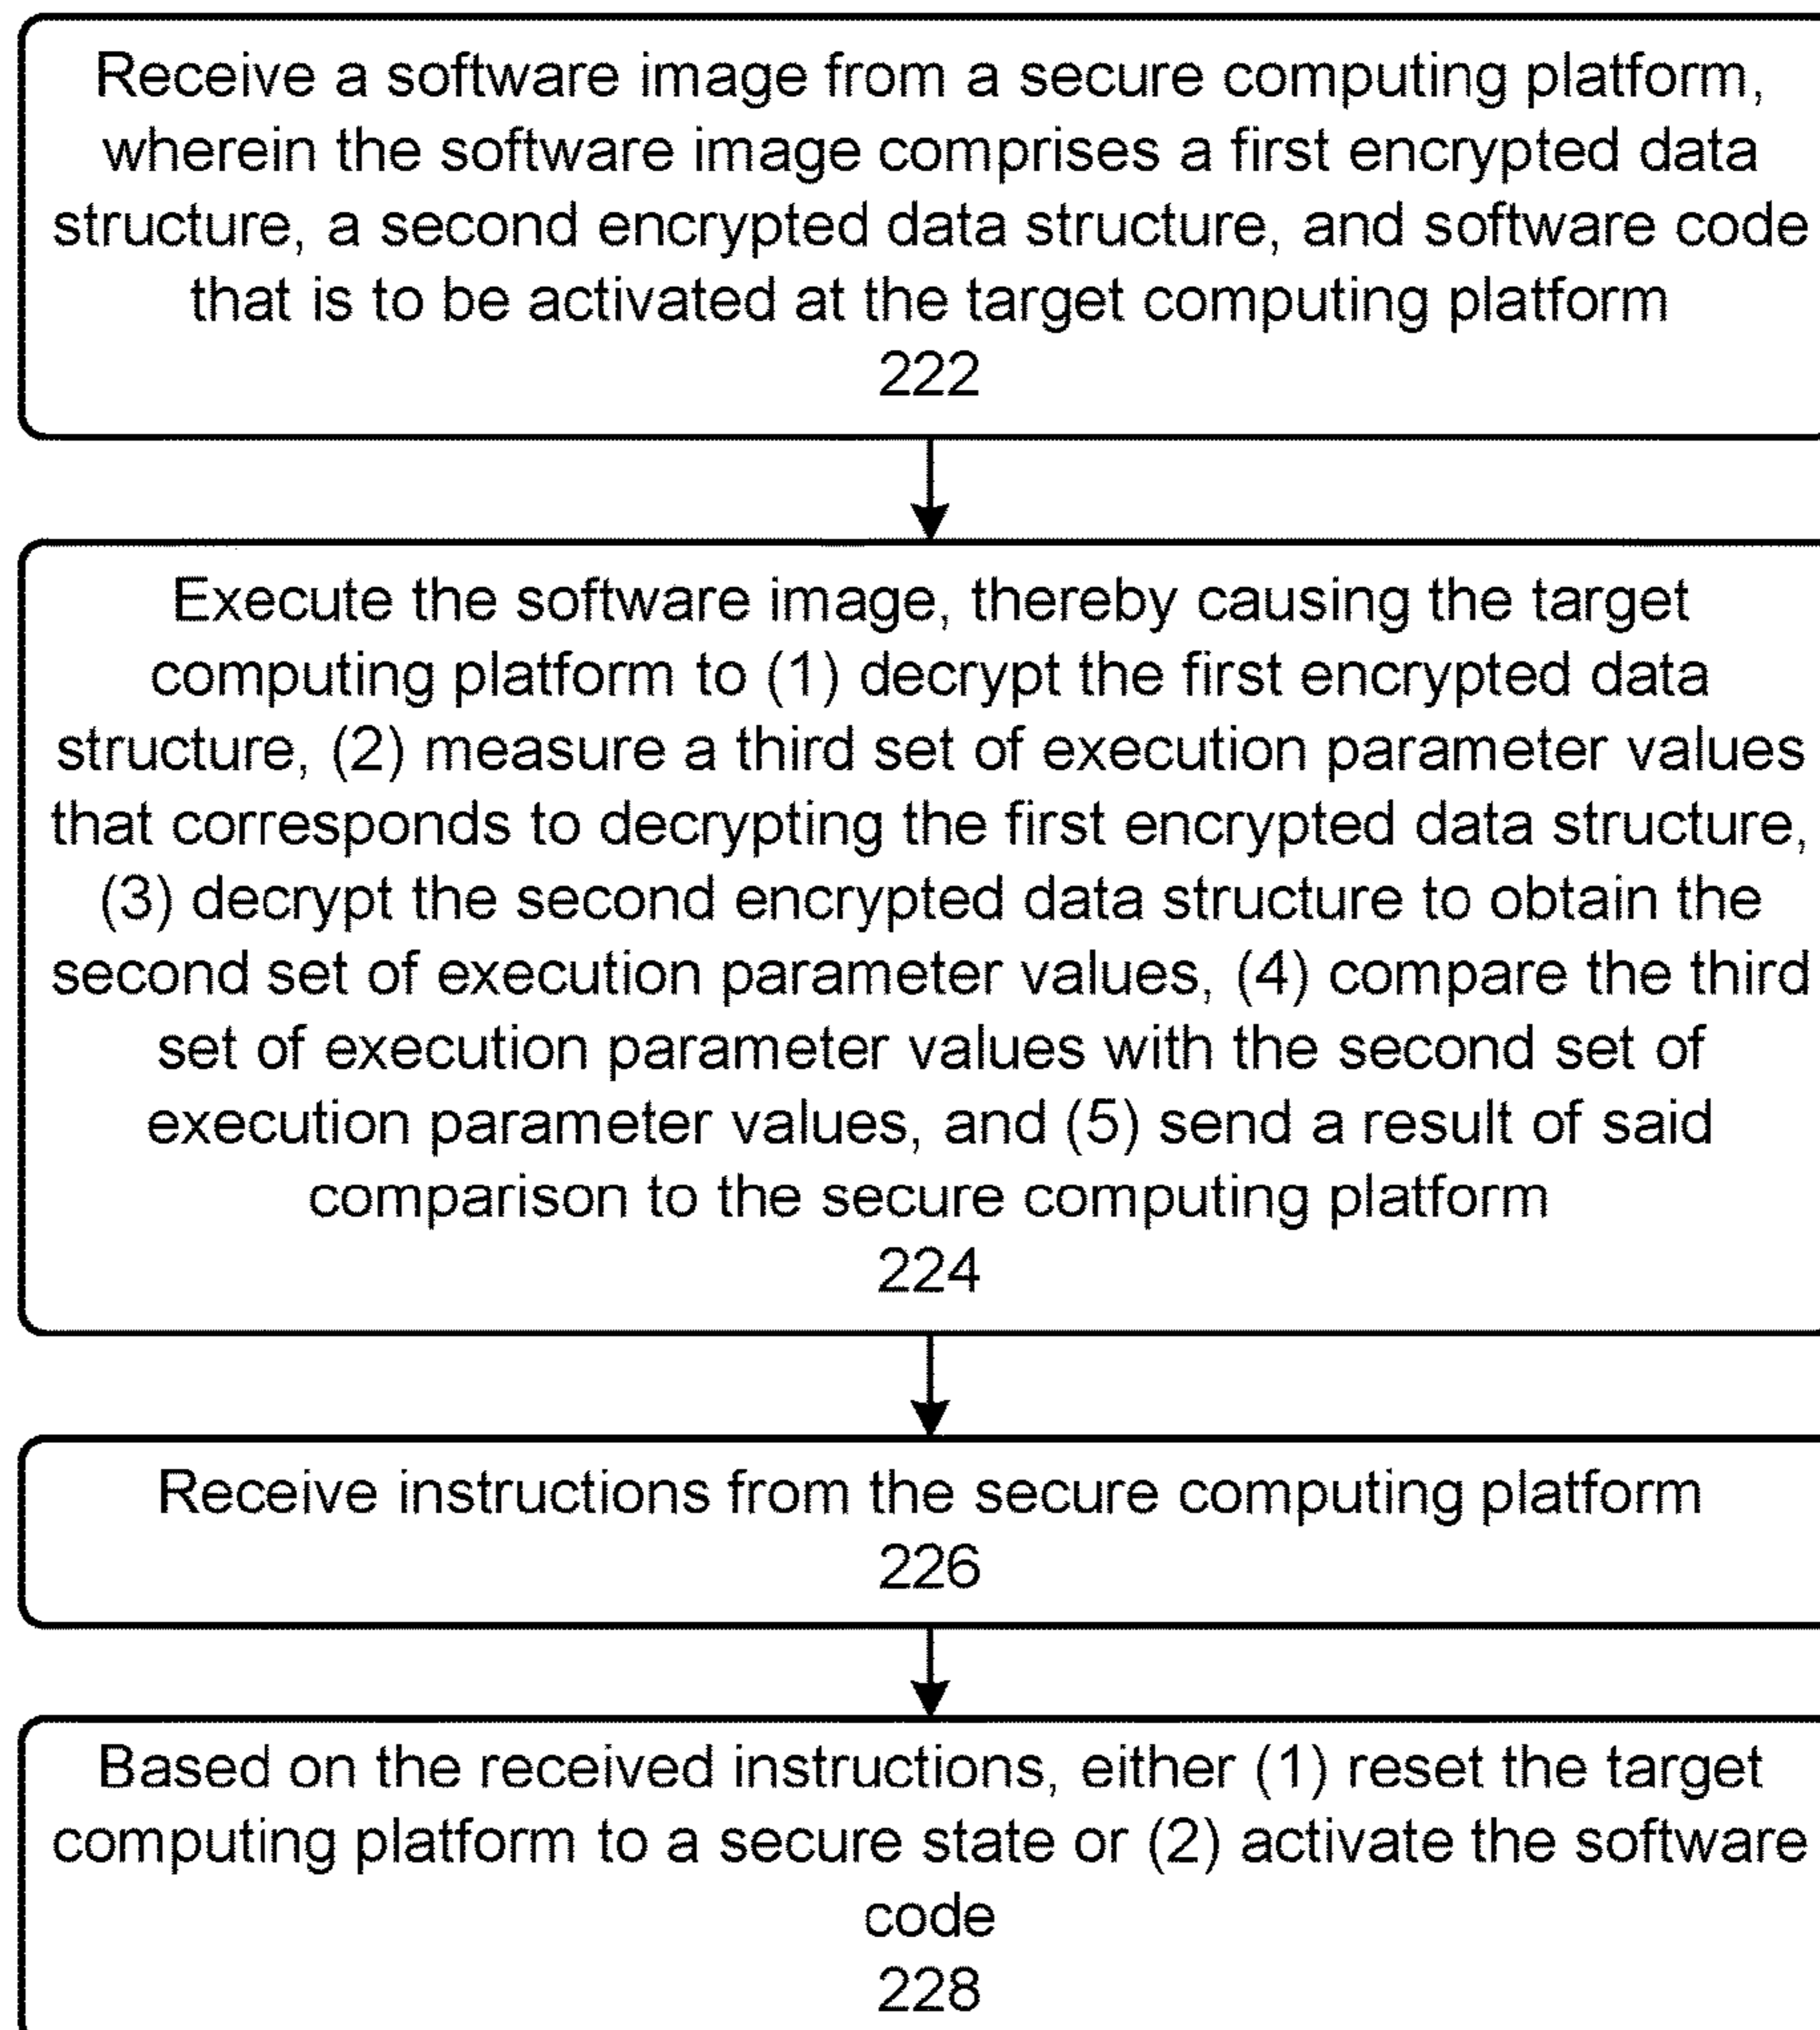 Receive a software image from a secure computing platform,
wherein the software image comprises a first encrypted data
structure, a second encrypted data structure, and software code
that is to be activated at the target computing platform
222
Execute the software image, thereby causing the target
computing platform to (1) decrypt the first encrypted data
structure, (2) measure a third set of execution parameter values
that corresponds to decrypting the first encrypted data structure,
(3) decrypt the second encrypted data structure to obtain the
second set of execution parameter values, (4) compare the third
set of execution parameter values with the second set of
execution parameter values, and (5) send a result of said
comparison to the secure computing platform
224
Receive instructions from the secure computing platform
226
Based on the received instructions, either (1) reset the target
computing platform to a secure state or (2) activate the software
code
228